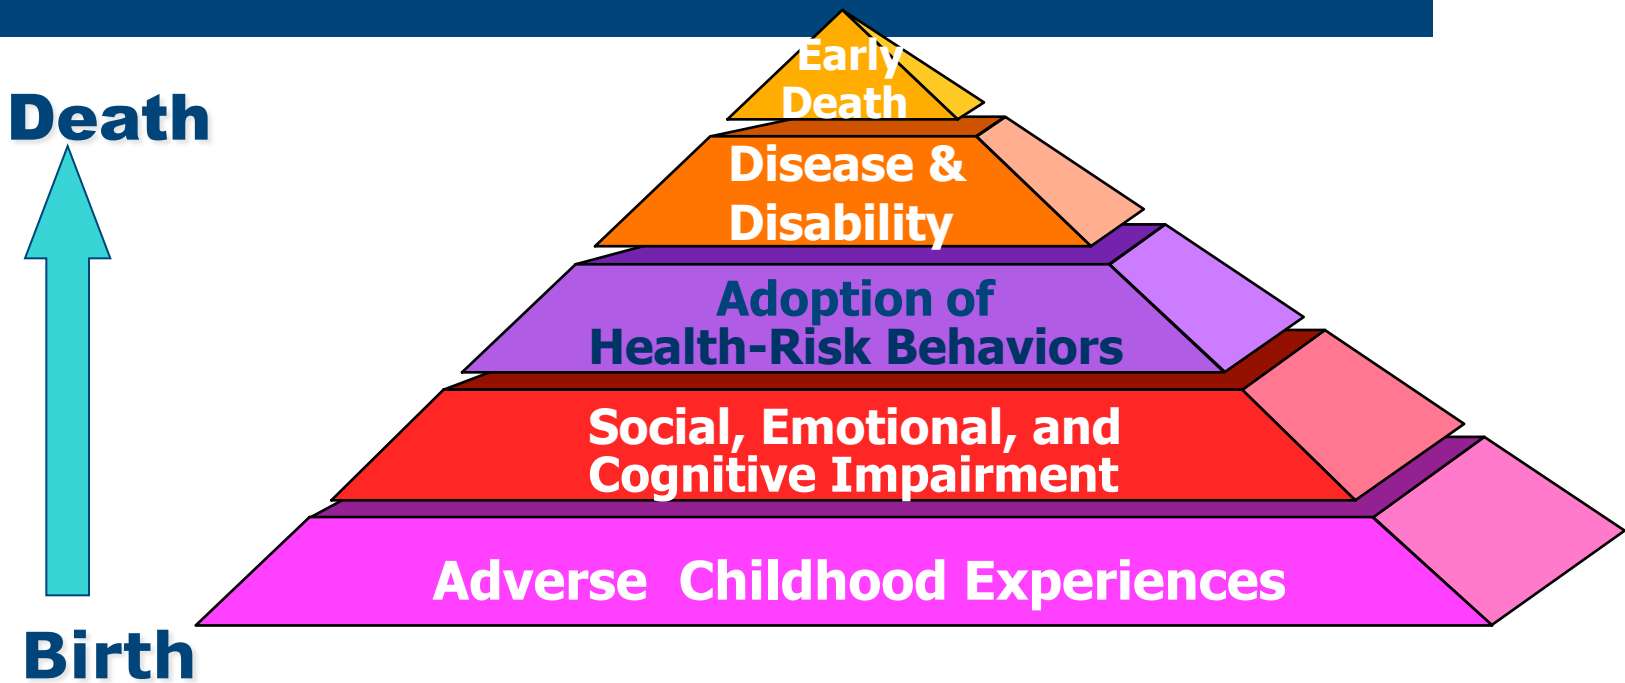 Early
Death
Death
Disease &
Disability
Adoption of
Health-Risk Behaviors
Social, Emotional, and
Cognitive Impairment
Adverse  Childhood Experiences
Birth